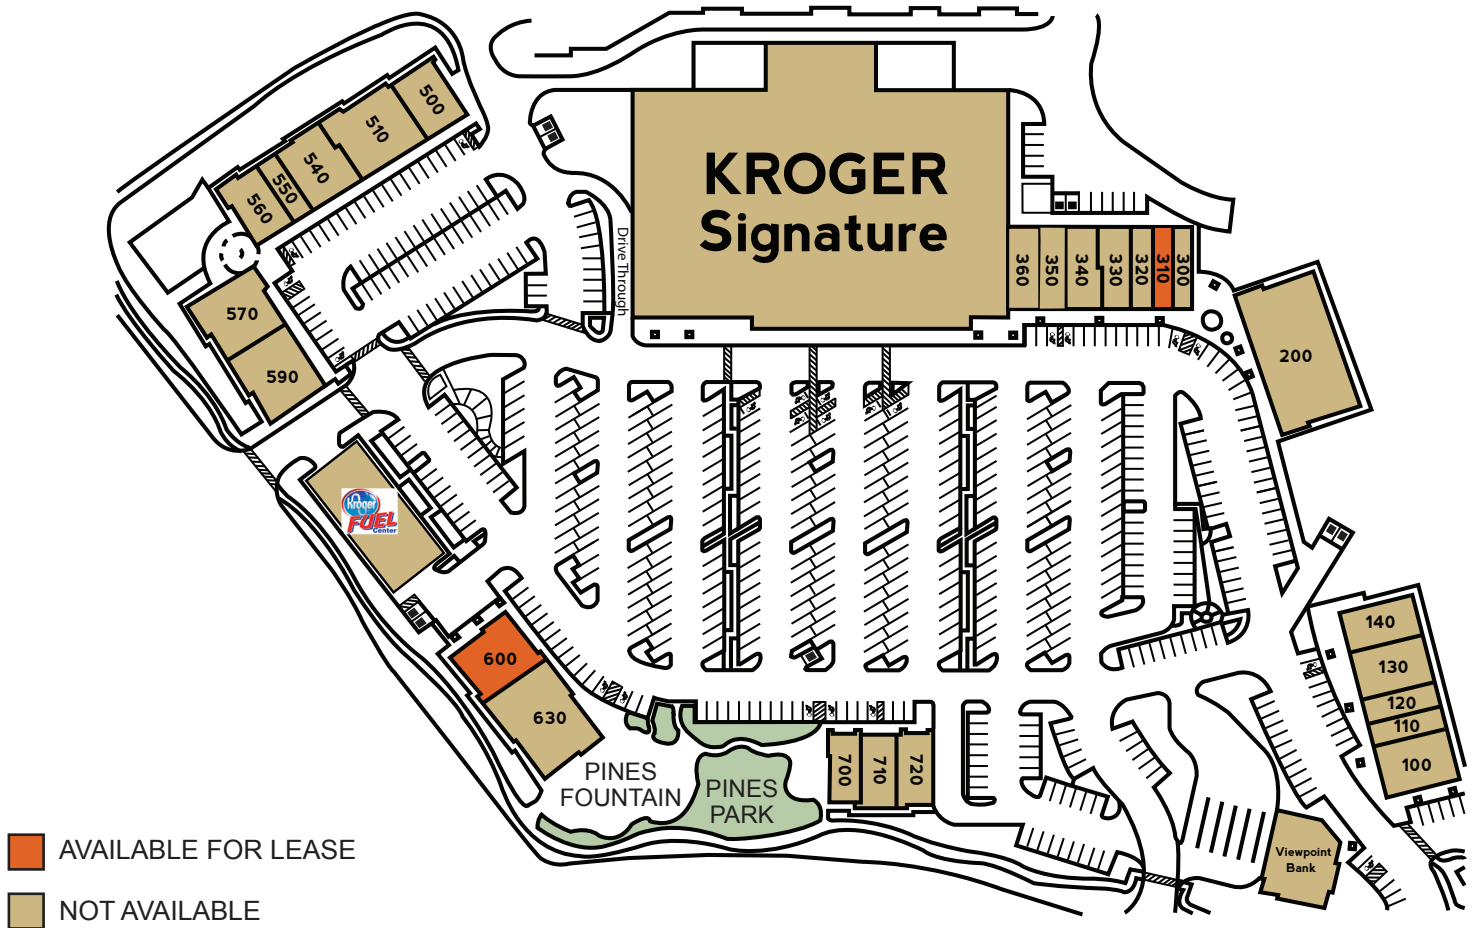 500
510
540
550
560
570
590
KROGER
Signature
Drive Through
360
350
340
330
320
310
300
200
Kroger
FUEL
Center
600
630
140
130
120
110
100
PINES
FOUNTAIN
PINES
PARK
700
710
720
Viewpoint
Bank
AVAILABLE FOR LEASE
NOT AVAILABLE